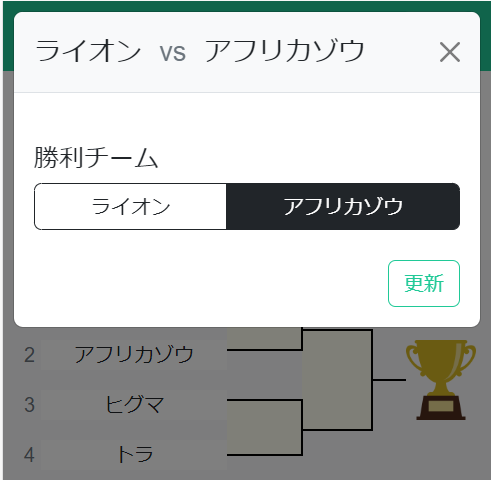 ライオン vs アフリカゾウ
勝利チーム
ライオン アフリカゾウ
更新
2 アフリカゾウ
3 ヒグマ
4 トラ